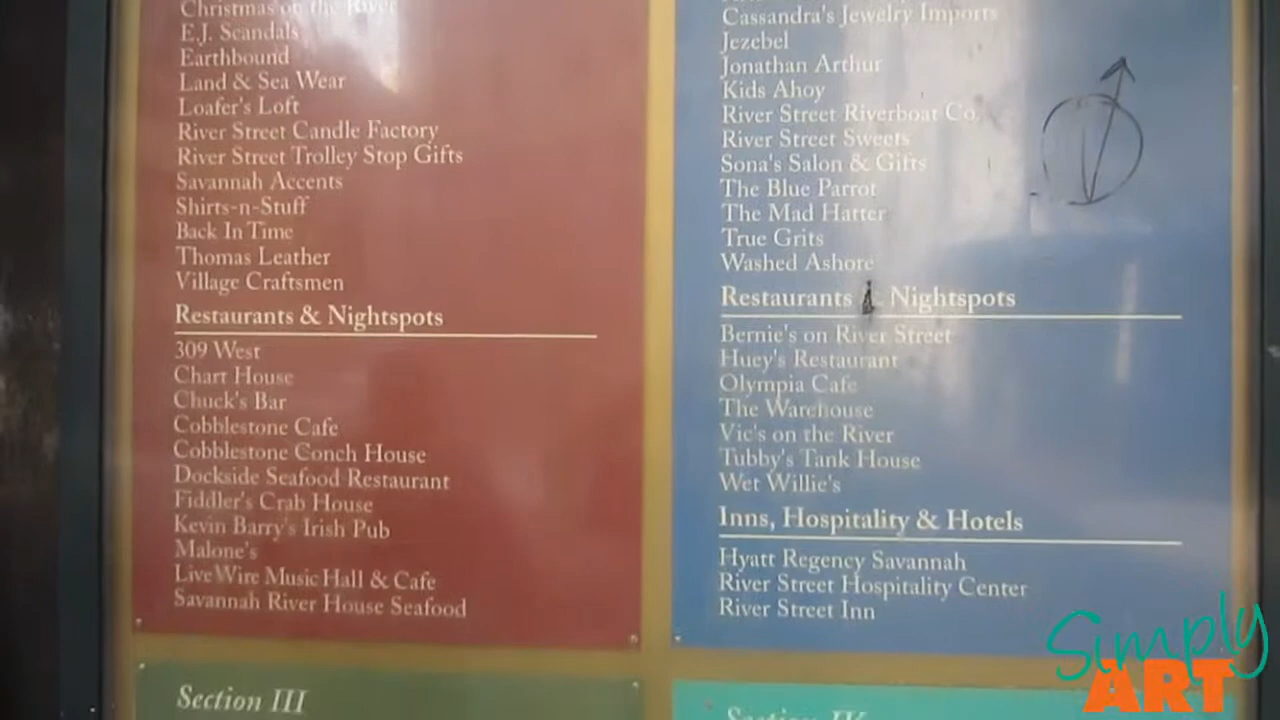 Christmas on the River
E.J. Scandals
Earthbound
Land & Sea Wear
Loafer's Loft
River Street Candle Factory
River Street Trolley Stop Gifts
Savannah Accents
Shirts-n-Stuff
Back In Time
Thomas Leather
Village Craftsmen
Restaurants & Nightspots
309 West
Chart House
Chuck's Bar
Cobblestone Cafe
Cobblestone Conch House
Dockside Seafood Restaurant
Fiddler's Crab House
Kevin Barry's Irish Pub
Malone's
Live Wire Music Hall & Cafe
Savannah River House Seafood
Section III
Cassandra's Jewelry Imports
Jezebel
Jonathan Arthur
Kids Ahoy
River Street Riverboat Co.
River Street Sweets
Sona's Salon & Gifts
The Blue Parrot
The Mad Hatter
True Grits
Washed Ashore
Restaurants & Nightspots
Bernie's on River Street
Huey's Restaurant
Olympia Cafe
The Warehouse
Vic's on the River
Tubby's Tank House
Wet Willie's
Inns, Hospitality & Hotels
Hyatt Regency Savannah
River Street Hospitality Center
River Street Inn
Section IV
Simply
ART